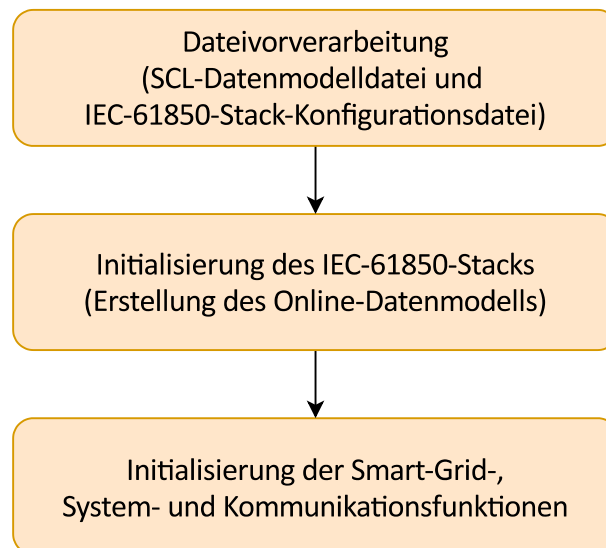 Dateivorverarbeitung
(SCL-Datenmodelldatei und
IEC-61850-Stack-Konfigurationsdatei)
Initialisierung des IEC-61850-Stacks
(Erstellung des Online-Datenmodells)
Initialisierung der Smart-Grid-,
System- und Kommunikationsfunktionen